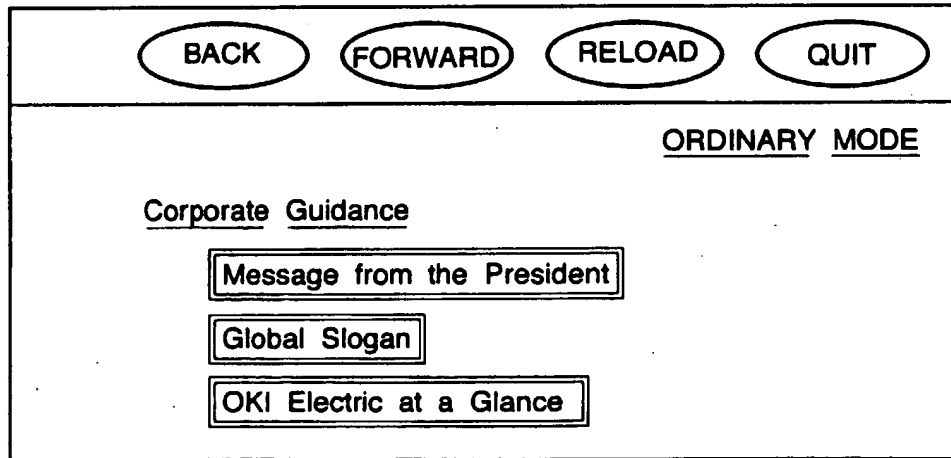 BACK FORWARD RELOAD QUIT
ORDINARY MODE
Corporate Guidance
Message from the President
Global Slogan
OKI Electric at a Glance